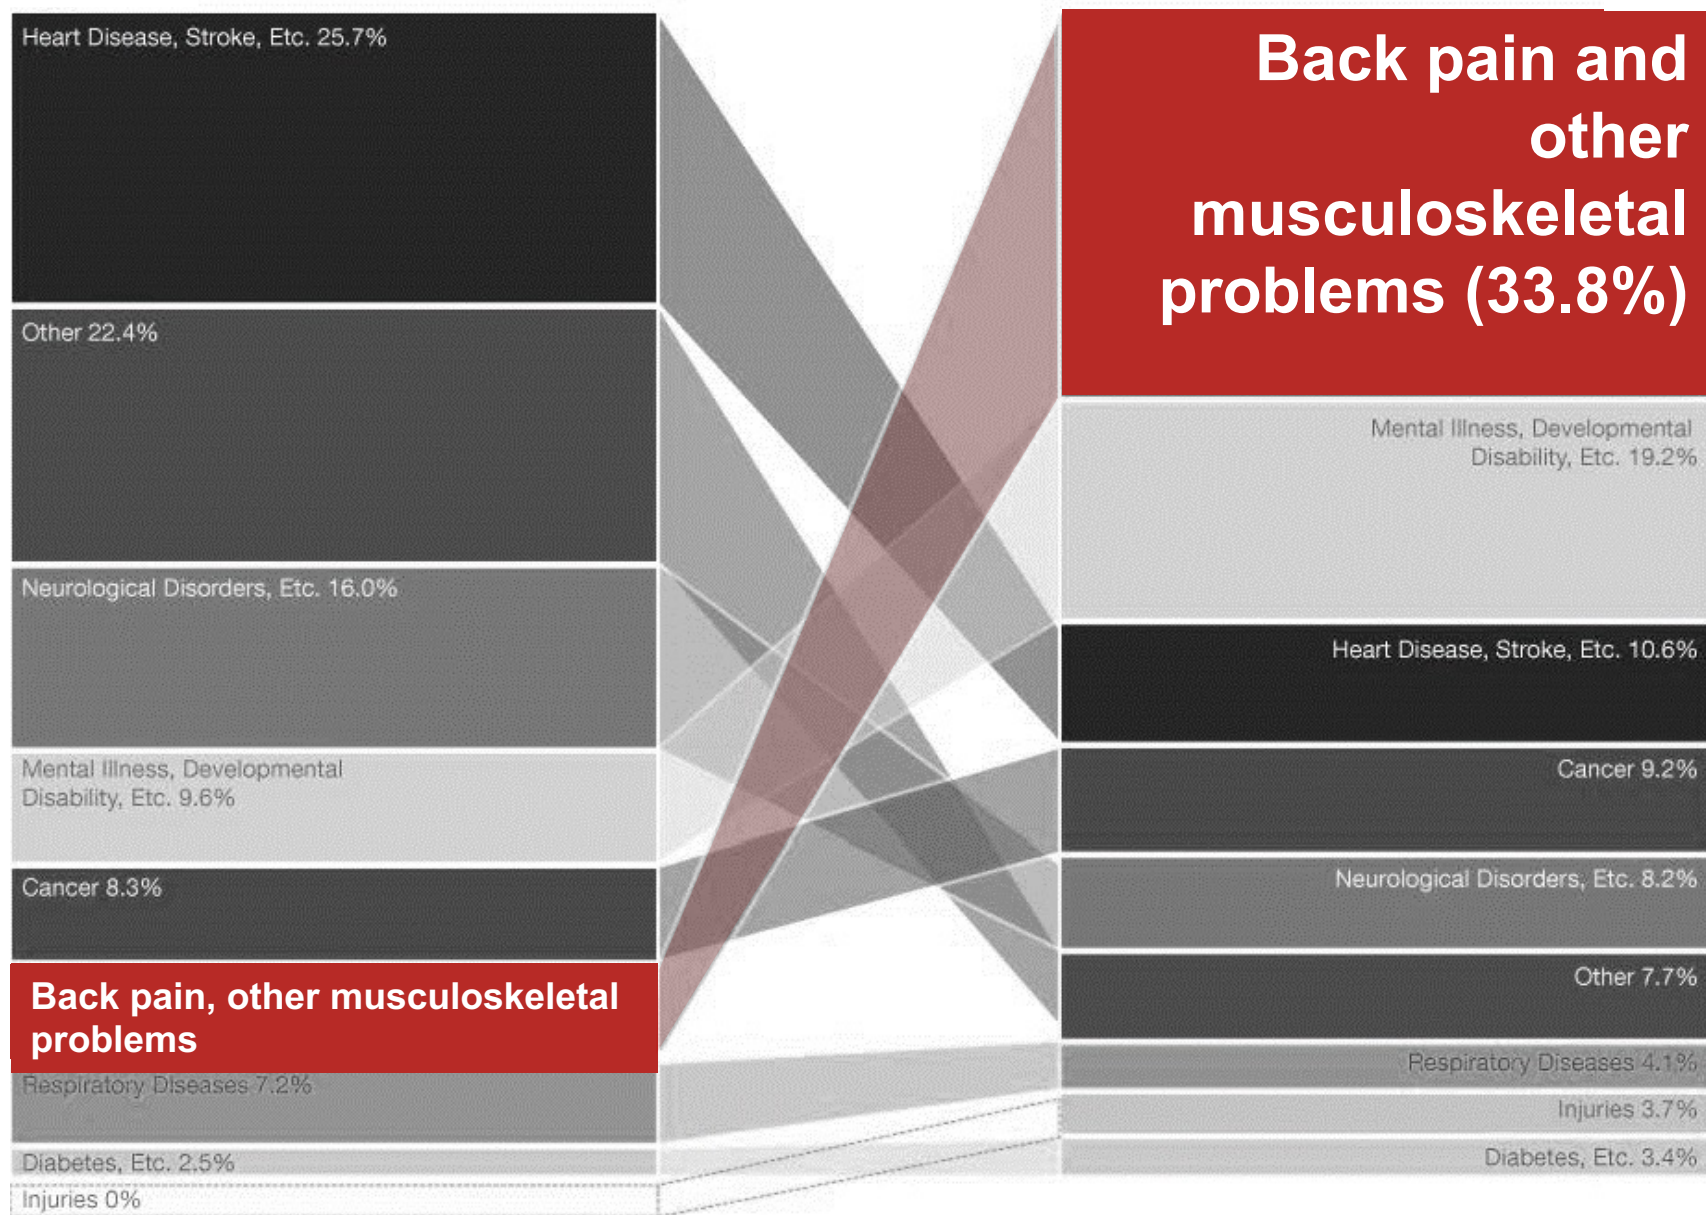 Heart Disease, Stroke, Etc. 25.7%
Other 22.4%
Neurological Disorders, Etc. 16.0%
Mental Illness, Developmental
Disability, Etc. 9.6%
Cancer 8.3%
Back pain, other musculoskeletal
problems
Respiratory Diseases 7.2%
Diabetes, Etc. 2.5%
Injuries 0%
Back pain and
other
musculoskeletal
problems (33.8%)
Mental Illness, Developmental
Disability, Etc. 19.2%
Heart Disease, Stroke, Etc. 10.6%
Cancer 9.2%
Neurological Disorders, Etc. 8.2%
Other 7.7%
Respiratory Diseases 4.1%
Injuries 3.7%
Diabetes, Etc. 3.4%